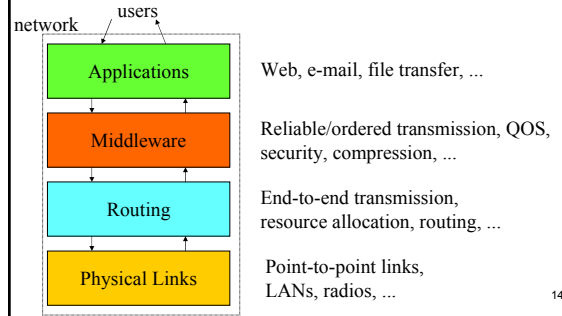 users
network
Applications
Web, e-mail, file transfer, ...
Middleware
Reliable/ordered transmission, QOS,
security, compression, ...
Routing
End-to-end transmission,
resource allocation, routing, ...
Physical Links
Point-to-point links,
LANs, radios, ...
14